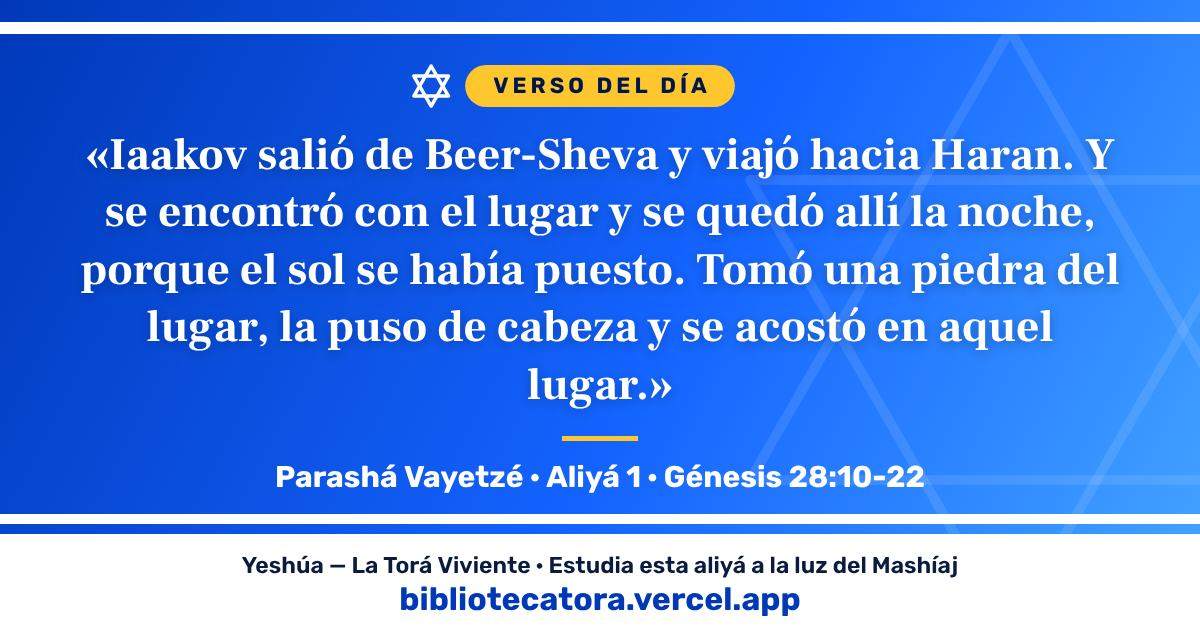 VERSO DEL DÍA
«Iaakov salió de Beer-Sheva y viajó hacia Haran. Y
se encontró con el lugar y se quedó allí la noche,
porque el sol se había puesto. Tomó una piedra del
lugar, la puso de cabeza y se acostó en aquel
lugar.»
Parashá Vayetzé • Aliyá 1 • Génesis 28:10-22
Yeshúa — La Torá Viviente • Estudia esta aliyá a la luz del Mashíaj
bibliotecatora.vercel.app